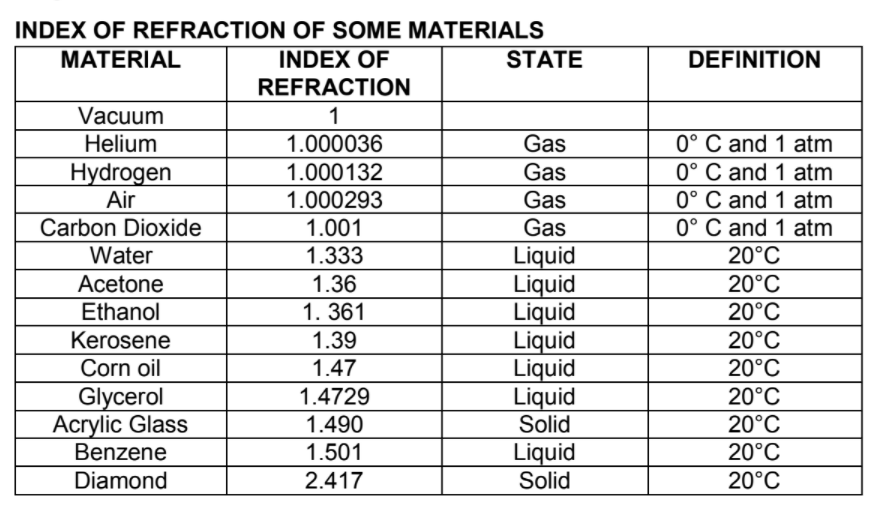 INDEX OF REFRACTION OF SOME MATERIALS
MATERIAL INDEX OF REFRACTION STATE DEFINITION
Vacuum 1
Helium 1.000036 Gas 0° C and 1 atm
Hydrogen 1.000132 Gas 0° C and 1 atm
Air 1.000293 Gas 0° C and 1 atm
Carbon Dioxide 1.001 Gas 0° C and 1 atm
Water 1.333 Liquid 20°C
Acetone 1.36 Liquid 20°C
Ethanol 1. 361 Liquid 20°C
Kerosene 1.39 Liquid 20°C
Corn oil 1.47 Liquid 20°C
Glycerol 1.4729 Liquid 20°C
Acrylic Glass 1.490 Solid 20°C
Benzene 1.501 Liquid 20°C
Diamond 2.417 Solid 20°C